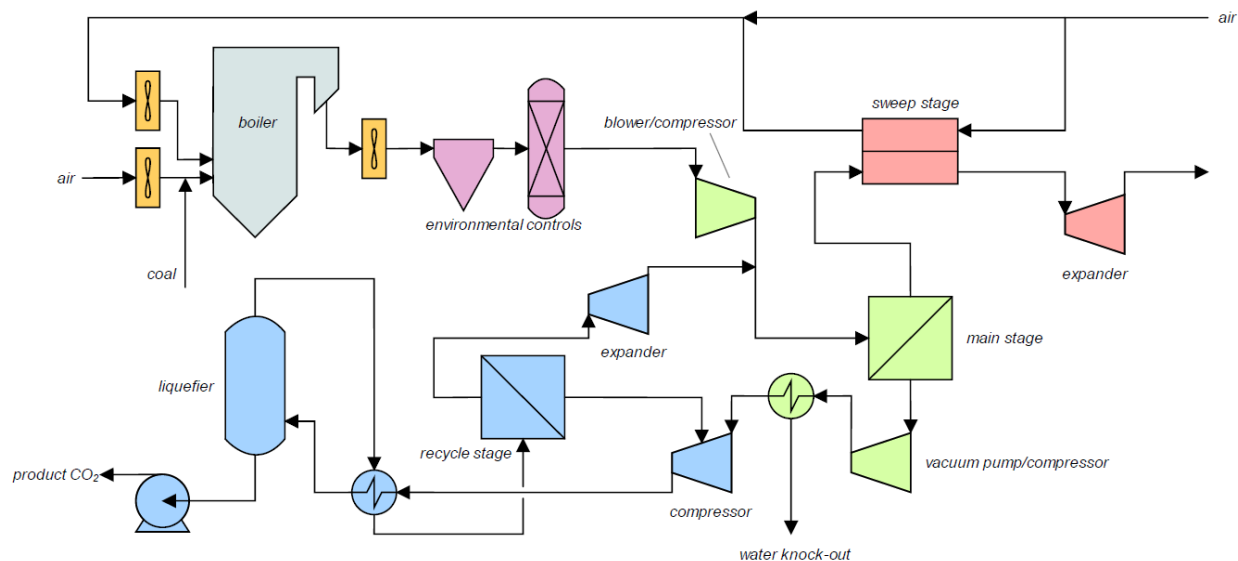 air
sweep stage
blower/compressor
boiler
air
environmental controls
coal
expander
main stage
expander
liquefier
recycle stage
vacuum pump/compressor
product CO₂
compressor
water knock-out